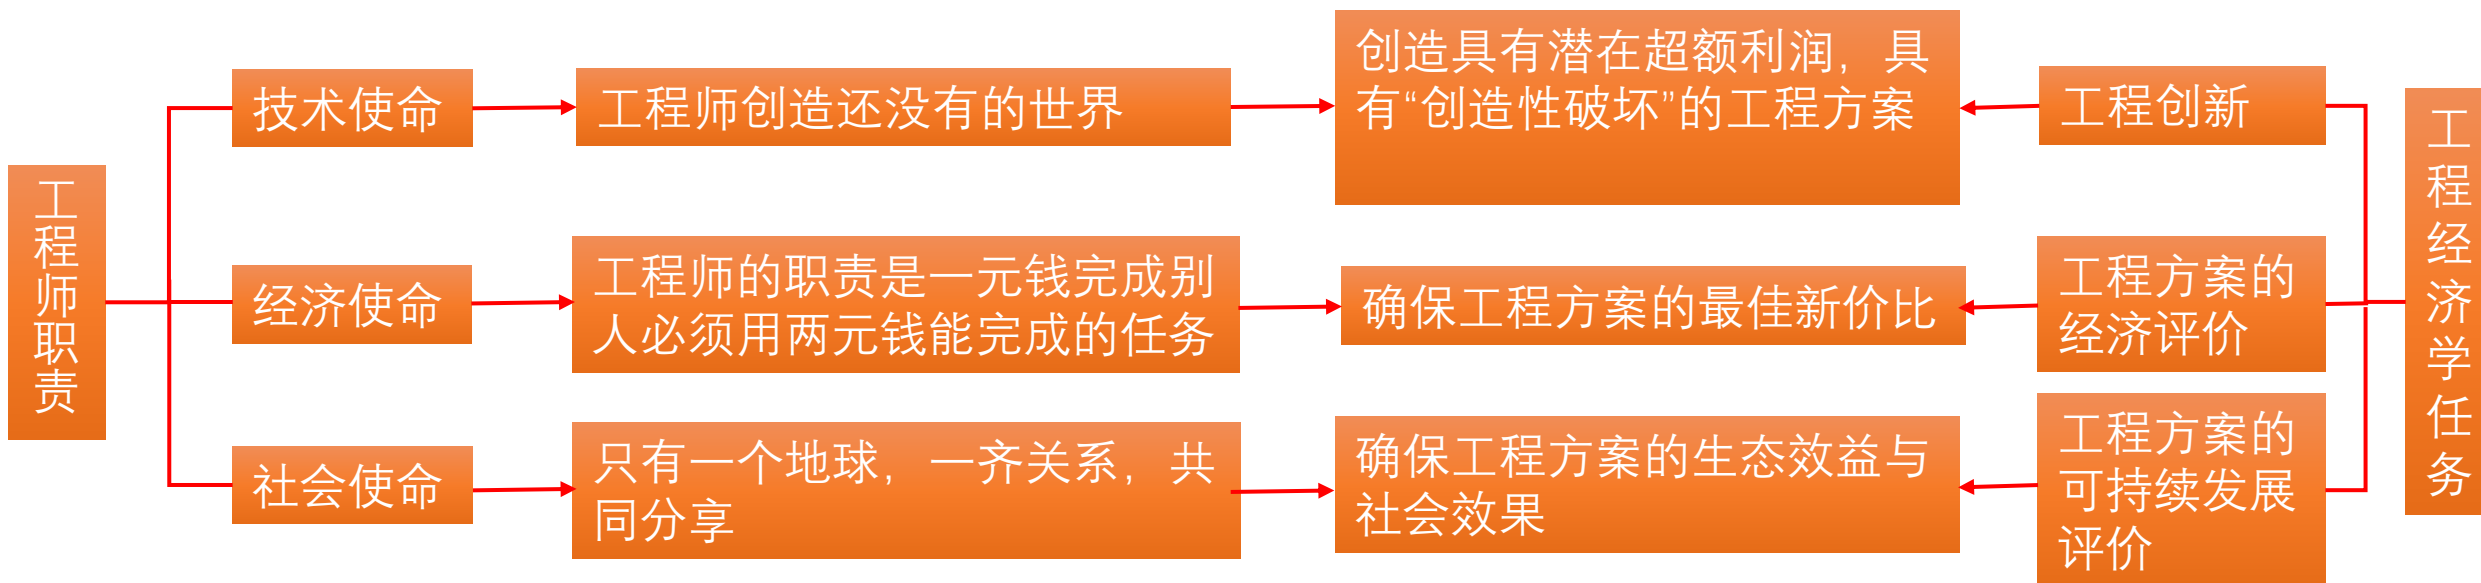 工程师职责
技术使命
工程师创造还没有的世界
创造具有潜在超额利润，具
有“创造性破坏”的工程方案
工程创新
经济使命
工程师的职责是一元钱完成别
人必须用两元钱能完成的任务
确保工程方案的最佳新价比
工程方案的
经济评价
社会使命
只有一个地球，一齐关系，共
同分享
确保工程方案的生态效益与
社会效果
工程方案的
可持续发展
评价
工程经济学任务